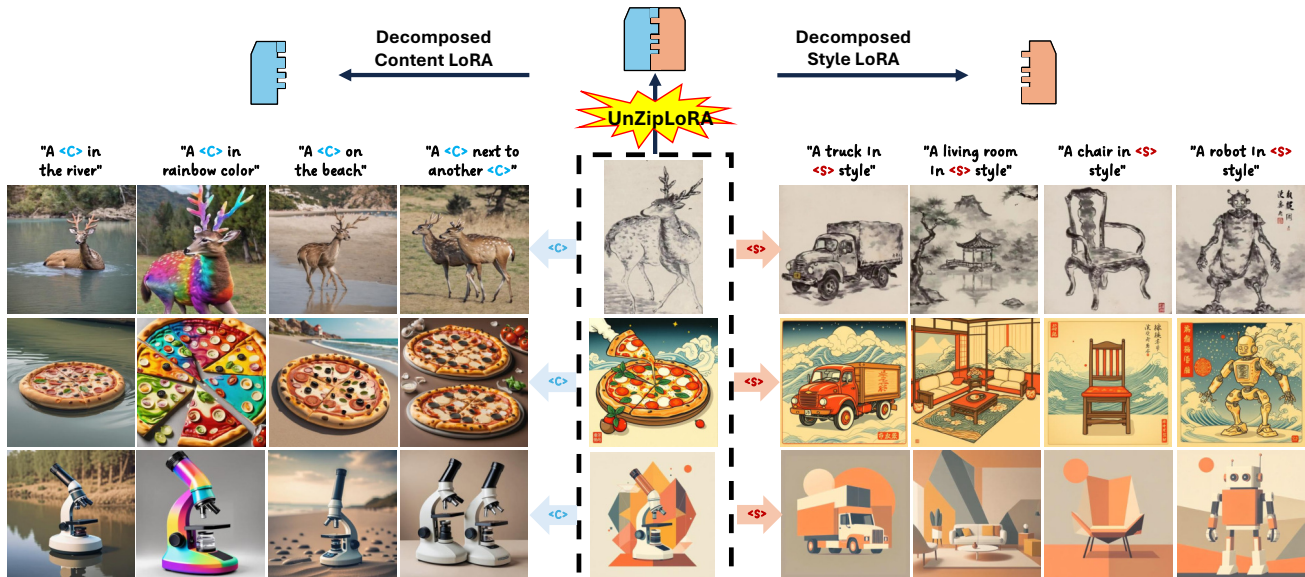 Decomposed
Content LoRA
Decomposed
Style LoRA
UnZipLoRA
"A <C> in
the river"
"A <C> in
rainbow color"
"A <C> on
the beach"
"A <C> next to
another <C>"
"A truck in
<S> style"
"A living room
in <S> style"
"A chair in <S>
style"
"A robot in <S>
style"
<C>
<S>
<C>
<S>
<C>
<S>